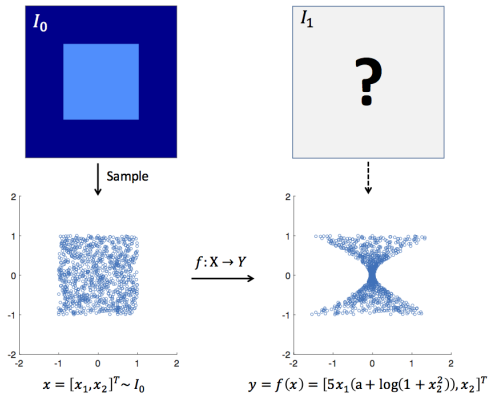 I₀
I₁
?
Sample
2
1
0
-1
-2
-2 -1 0 1 2
f: X → Y
2
1
0
-1
-2
-2 -1 0 1 2
x = [x₁, x₂]ᵀ~ I₀
y = f(x) = [5x₁(a + log(1 + x₂²)), x₂]ᵀ